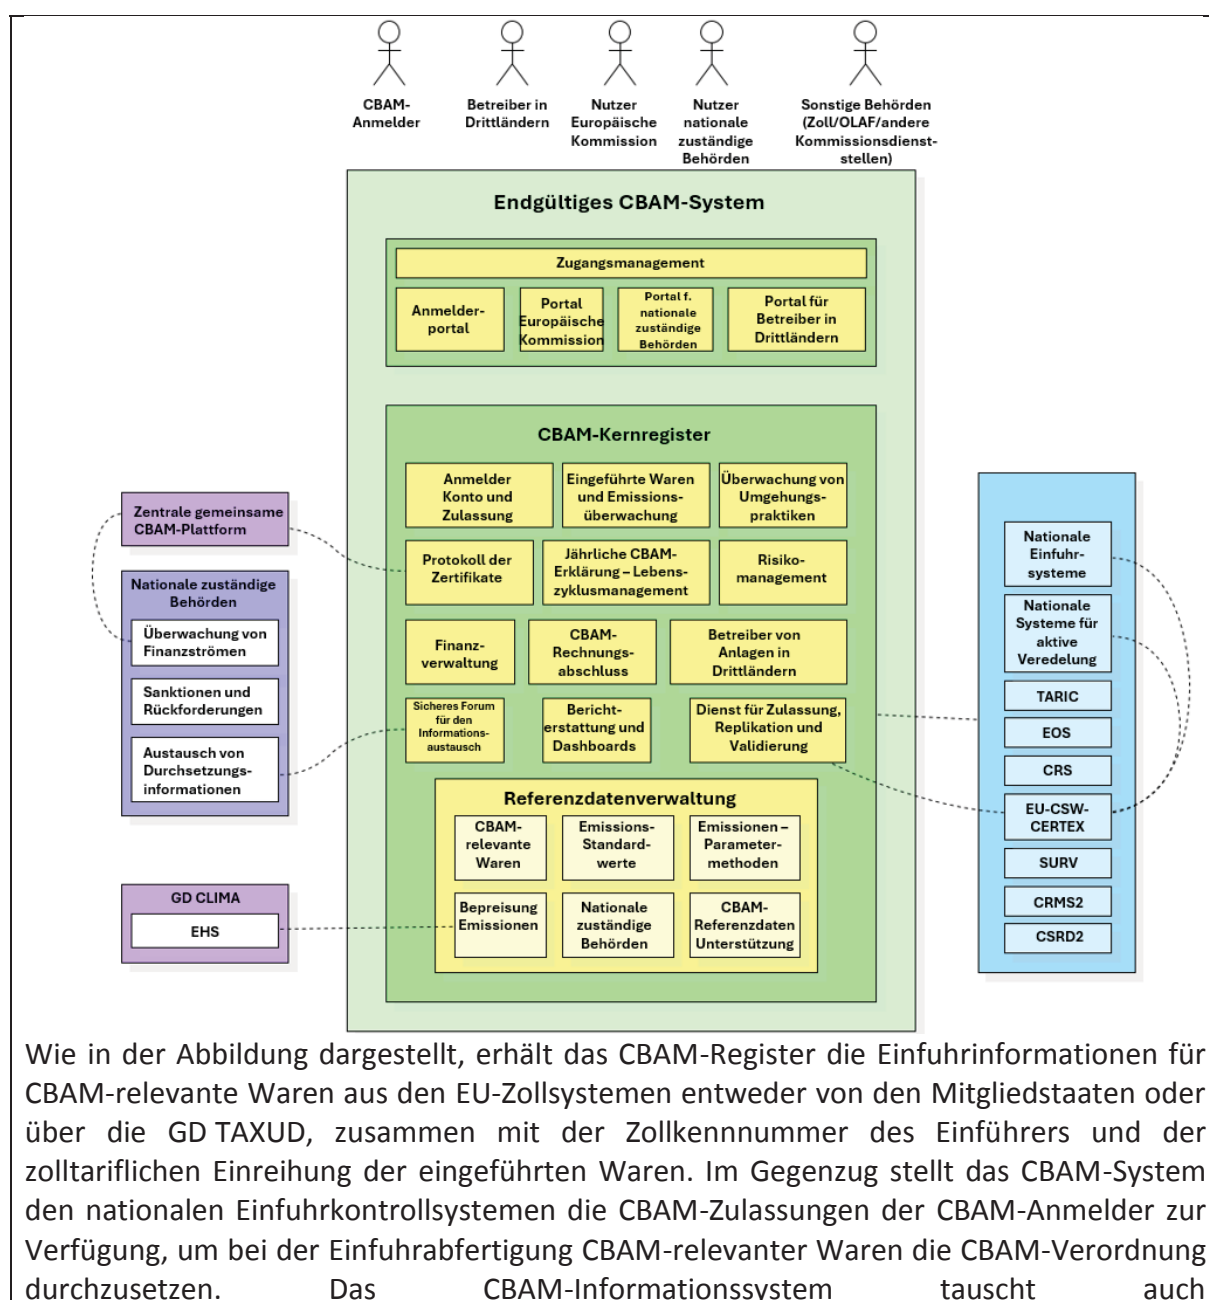 CBAM-
Anmelder
Betreiber in
Drittländern
Nutzer
Europäische
Kommission
Nutzer
nationale
zuständige
Behörden
Sonstige Behörden
(Zoll/OLAF/andere
Kommissionsdienst-
stellen)
Endgültiges CBAM-System
Zugangsmanagement
Anmelder-
portal
Portal
Europäische
Kommission
Portal f.
nationale
zuständige
Behörden
Portal für
Betreiber in
Drittländern
CBAM-Kernregister
Anmelder
Konto und
Zulassung
Eingeführte Waren
und Emissions-
überwachung
Überwachung von
Umgehungs-
praktiken
Protokoll der
Zertifikate
Jährliche CBAM-
Erklärung – Lebens-
zyklusmanagement
Risiko-
management
Finanz-
verwaltung
CBAM-
Rechnungs-
abschluss
Betreiber von
Anlagen in
Drittländern
Sicheres Forum
für den
Informations-
austausch
Bericht-
erstattung und
Dashboards
Dienst für Zulassung,
Replikation und
Validierung
Referenzdatenverwaltung
CBAM-
relevante
Waren
Emissions-
Standard-
werte
Emissionen –
Parameter-
methoden
Bepreisung
Emissionen
Nationale
zuständige
Behörden
CBAM-
Referenzdaten
Unterstützung
Zentrale gemeinsame
CBAM-Plattform
Nationale zuständige
Behörden
Überwachung von
Finanzströmen
Sanktionen und
Rückforderungen
Austausch von
Durchsetzungs-
informationen
GD CLIMA
EHS
Nationale
Einfuhr-
systeme
Nationale
Systeme für
aktive
Veredelung
TARIC
EOS
CRS
EU-CSW-
CERTEX
SURV
CRMS2
CSRD2
Wie in der Abbildung dargestellt, erhält das CBAM-Register die Einfuhrinformationen für
CBAM-relevante Waren aus den EU-Zollsystemen entweder von den Mitgliedstaaten oder
über die GD TAXUD, zusammen mit der Zollkennnummer des Einführers und der
zolltariflichen Einreihung der eingeführten Waren. Im Gegenzug stellt das CBAM-System
den nationalen Einfuhrkontrollsystemen die CBAM-Zulassungen der CBAM-Anmelder zur
Verfügung, um bei der Einfuhrabfertigung CBAM-relevanter Waren die CBAM-Verordnung
durchzusetzen. Das CBAM-Informationssystem tauscht auch